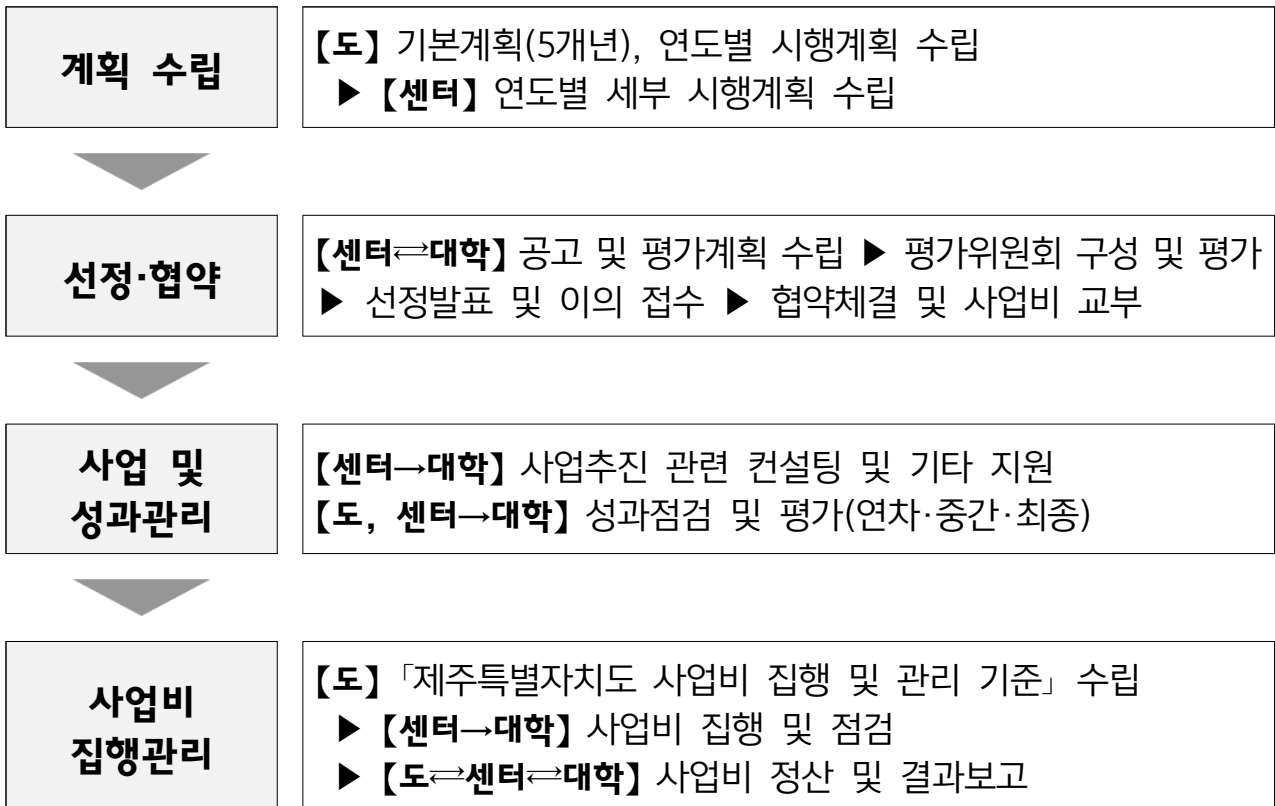 계획 수립
【도】 기본계획(5개년), 연도별 시행계획 수립
▶ 【센터】 연도별 세부 시행계획 수립
선정·협약
【센터⇄대학】 공고 및 평가계획 수립 ▶ 평가위원회 구성 및 평가
▶ 선정발표 및 이의 접수 ▶ 협약체결 및 사업비 교부
사업 및
성과관리
【센터→대학】 사업추진 관련 컨설팅 및 기타 지원
【도, 센터→대학】 성과점검 및 평가(연차·중간·최종)
사업비
집행관리
【도】「제주특별자치도 사업비 집행 및 관리 기준」 수립
▶ 【센터→대학】 사업비 집행 및 점검
▶ 【도⇄센터⇄대학】 사업비 정산 및 결과보고